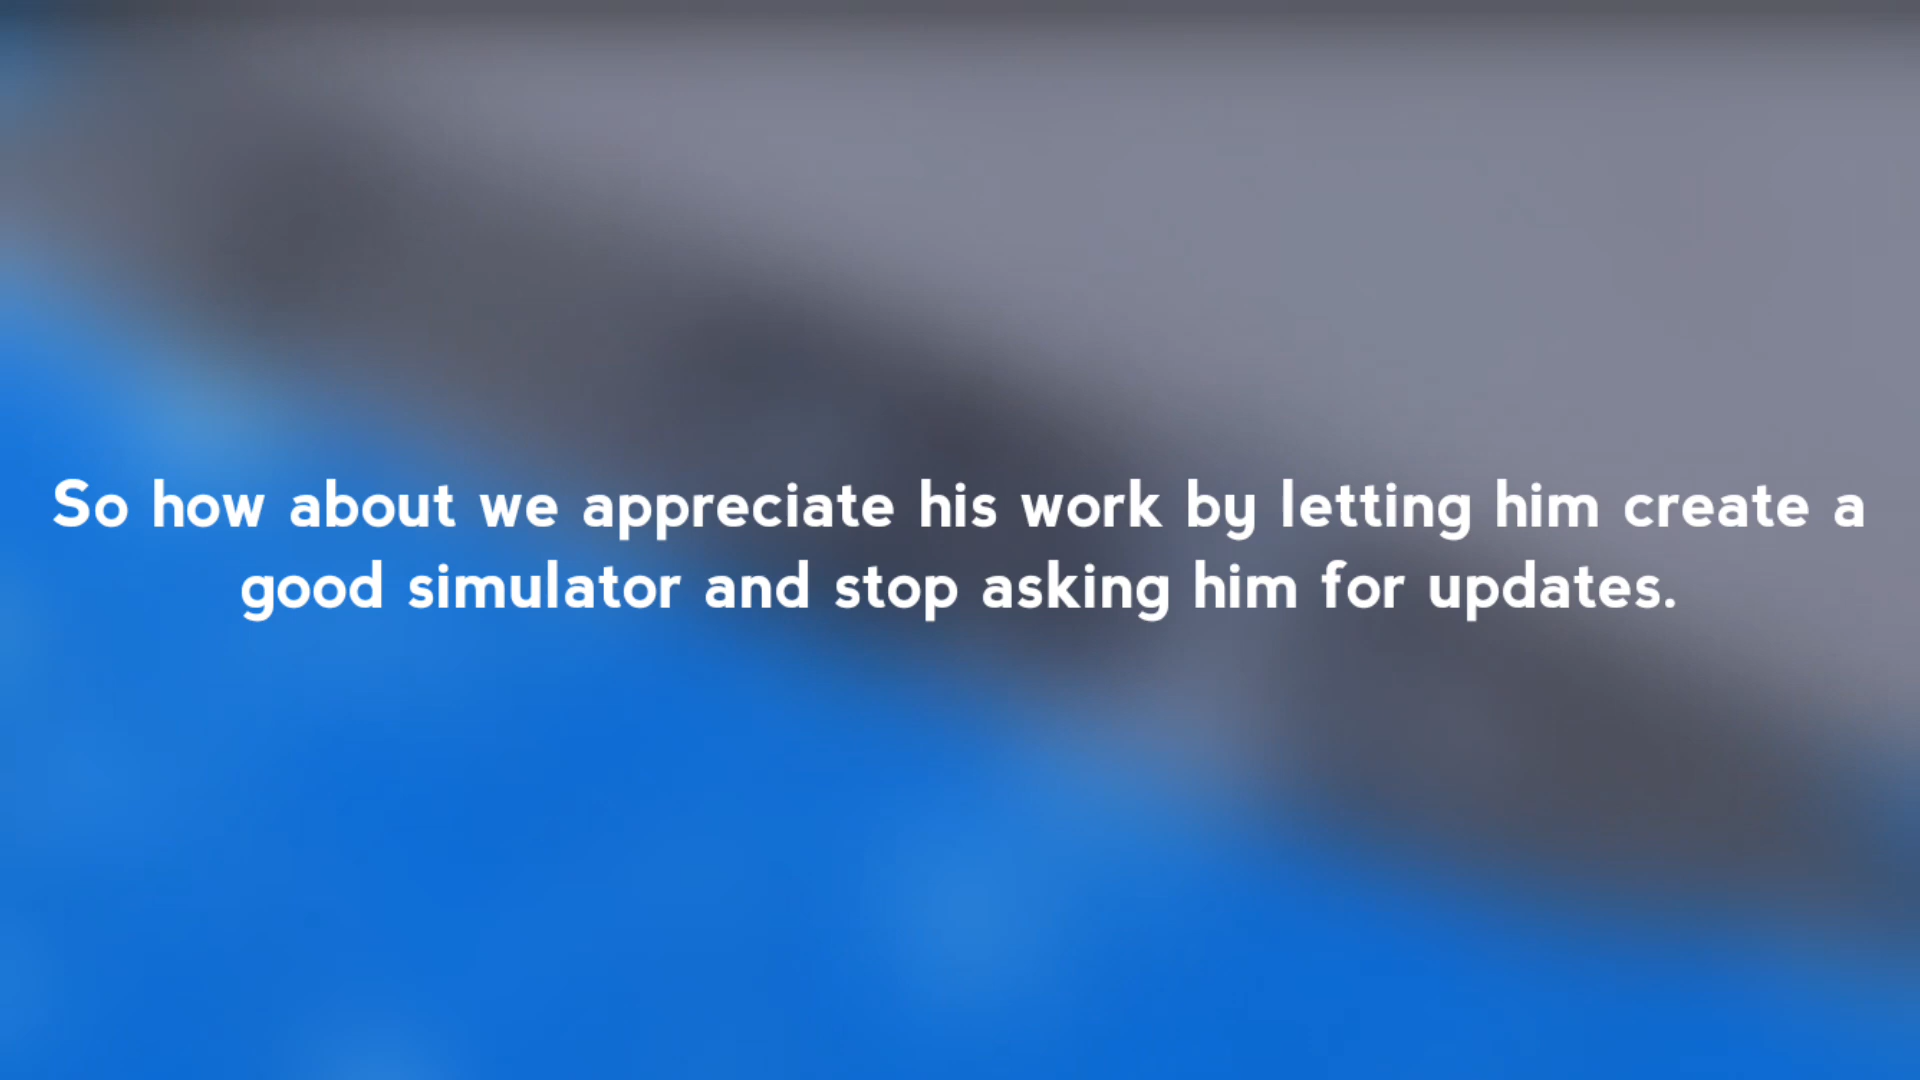 So how about we appreciate his work by letting him create a
good simulator and stop asking him for updates.